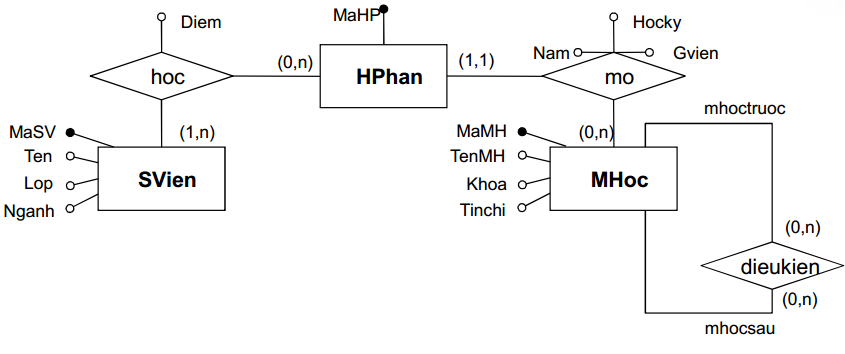 Diem
MaHP
Hocky
Nam
Gvien
hoc
(0,n)
HPhan
(1,1)
mo
mhoctruoc
MaSV
(1,n)
MaMH
(0,n)
Ten
TenMH
Lop
SVien
Khoa
MHoc
Nganh
Tinchi
(0,n)
dieukien
(0,n)
mhocsau